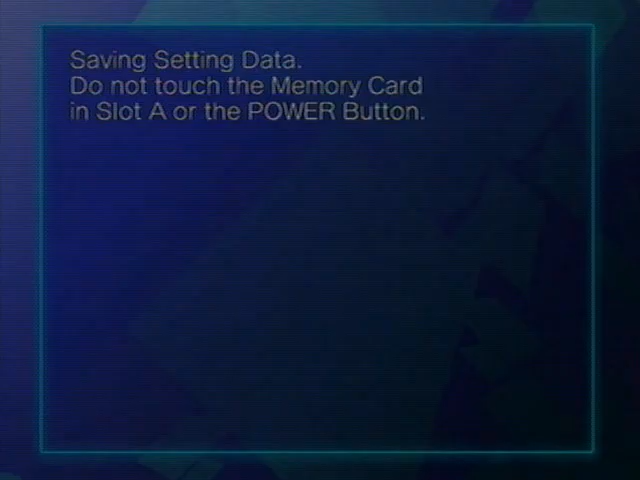 Saving Setting Data.
Do not touch the Memory Card
in Slot A or the POWER Button.